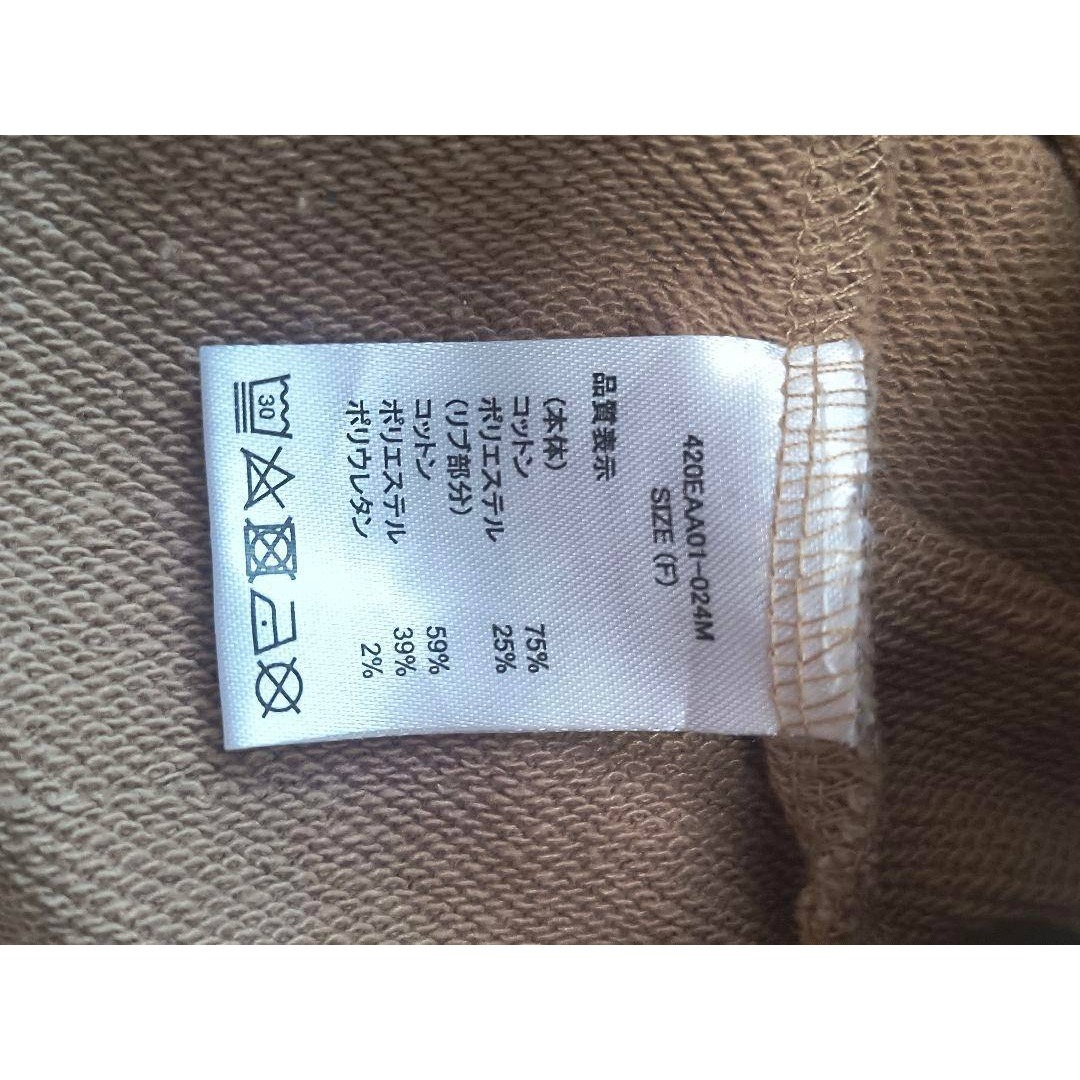 420EAA01-024M
SIZE (F)
品質表示
(本体)
コットン 75%
ポリエステル 25%
(リブ部分)
コットン 59%
ポリエステル 39%
ポリウレタン 2%
30